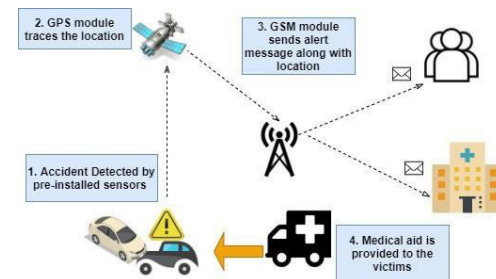 2. GPS module
traces the location
3. GSM module
sends alert
message along with
location
1. Accident Detected by
pre-installed sensors
4. Medical aid is
provided to the
victims